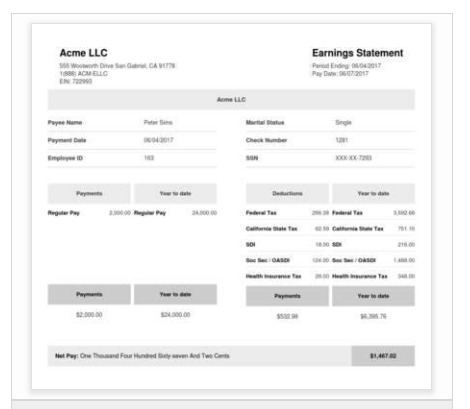 Acme LLC
Earnings Statement
555 Woolworth Drive San Gabriel, CA 91778
1(888) ACM-ELLC
EIN: 722993
Period Ending: 06/04/2017
Pay Date: 06/07/2017
Acme LLC
Payee Name Peter Sims Marital Status Single
Payment Date 06/04/2017 Check Number 1281
Employee ID 163 SSN XXX-XX-7293
Payments Year to date Deductions Year to date
Regular Pay 2,000.00 Regular Pay 24,000.00 Federal Tax Federal Tax 3,592.66
California State Tax 62.59 California State Tax 751.10
SDI 18.00 SDI 216.00
Soc Sec / OASDI 124.00 Soc Sec / OASDI 1,488.00
Health Insurance Tax 29.00 Health Insurance Tax 348.00
Payments Year to date Payments Year to date
$2,000.00 $24,000.00 $532.98 $6,395.76
Net Pay: One Thousand Four Hundred Sixty-seven And Two Cents $1,467.02